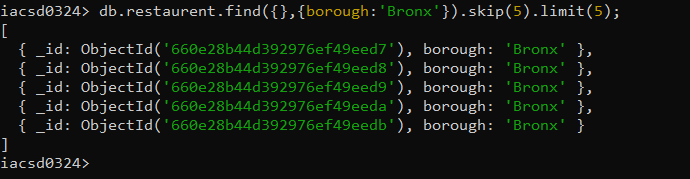 iacsd0324> db.restaurent.find({},{borough:'Bronx'}).skip(5).limit(5);
[
  { _id: ObjectId('660e28b44d392976ef49eed7'), borough: 'Bronx' },
  { _id: ObjectId('660e28b44d392976ef49eed8'), borough: 'Bronx' },
  { _id: ObjectId('660e28b44d392976ef49eed9'), borough: 'Bronx' },
  { _id: ObjectId('660e28b44d392976ef49eeda'), borough: 'Bronx' },
  { _id: ObjectId('660e28b44d392976ef49eedb'), borough: 'Bronx' }
]
iacsd0324>